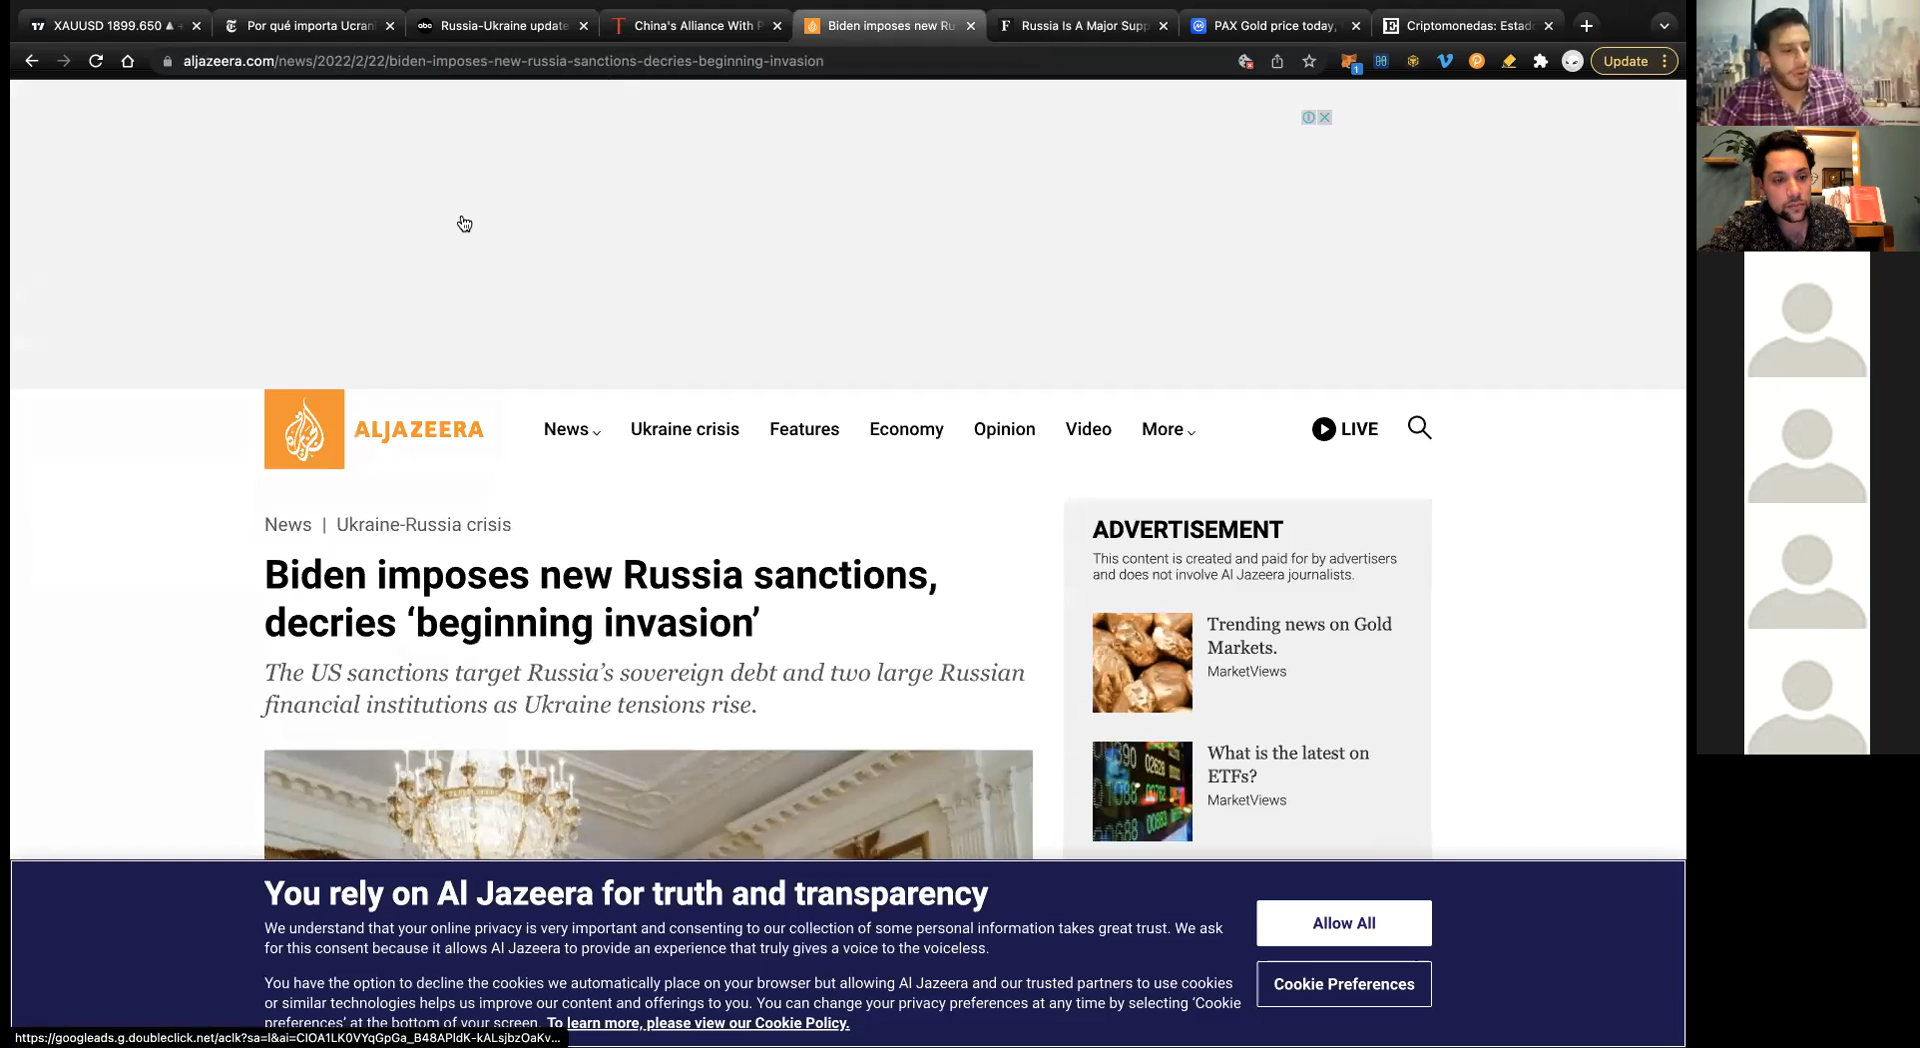 XAUUSD 1899.650
Por qué importa Ucran
Russia-Ukraine update
China's Alliance With P
Biden imposes new Ru
Russia Is A Major Supp
PAX Gold price today,
Criptomonedas: Estad
aljazeera.com/news/2022/2/22/biden-imposes-new-russia-sanctions-decries-beginning-invasion
1
Update
ALJAZEERA
News
Ukraine crisis
Features
Economy
Opinion
Video
More
LIVE
News | Ukraine-Russia crisis
Biden imposes new Russia sanctions,
decries ‘beginning invasion’
The US sanctions target Russia’s sovereign debt and two large Russian
financial institutions as Ukraine tensions rise.
ADVERTISEMENT
This content is created and paid for by advertisers
and does not involve Al Jazeera journalists.
Trending news on Gold
Markets.
MarketViews
What is the latest on
ETFs?
MarketViews
You rely on Al Jazeera for truth and transparency
We understand that your online privacy is very important and consenting to our collection of some personal information takes great trust. We ask
for this consent because it allows Al Jazeera to provide an experience that truly gives a voice to the voiceless.
You have the option to decline the cookies we automatically place on your browser but allowing Al Jazeera and our trusted partners to use cookies
or similar technologies helps us improve our content and offerings to you. You can change your privacy preferences at any time by selecting ‘Cookie
preferences’ at the bottom of your screen. To learn more, please view our Cookie Policy.
Allow All
Cookie Preferences